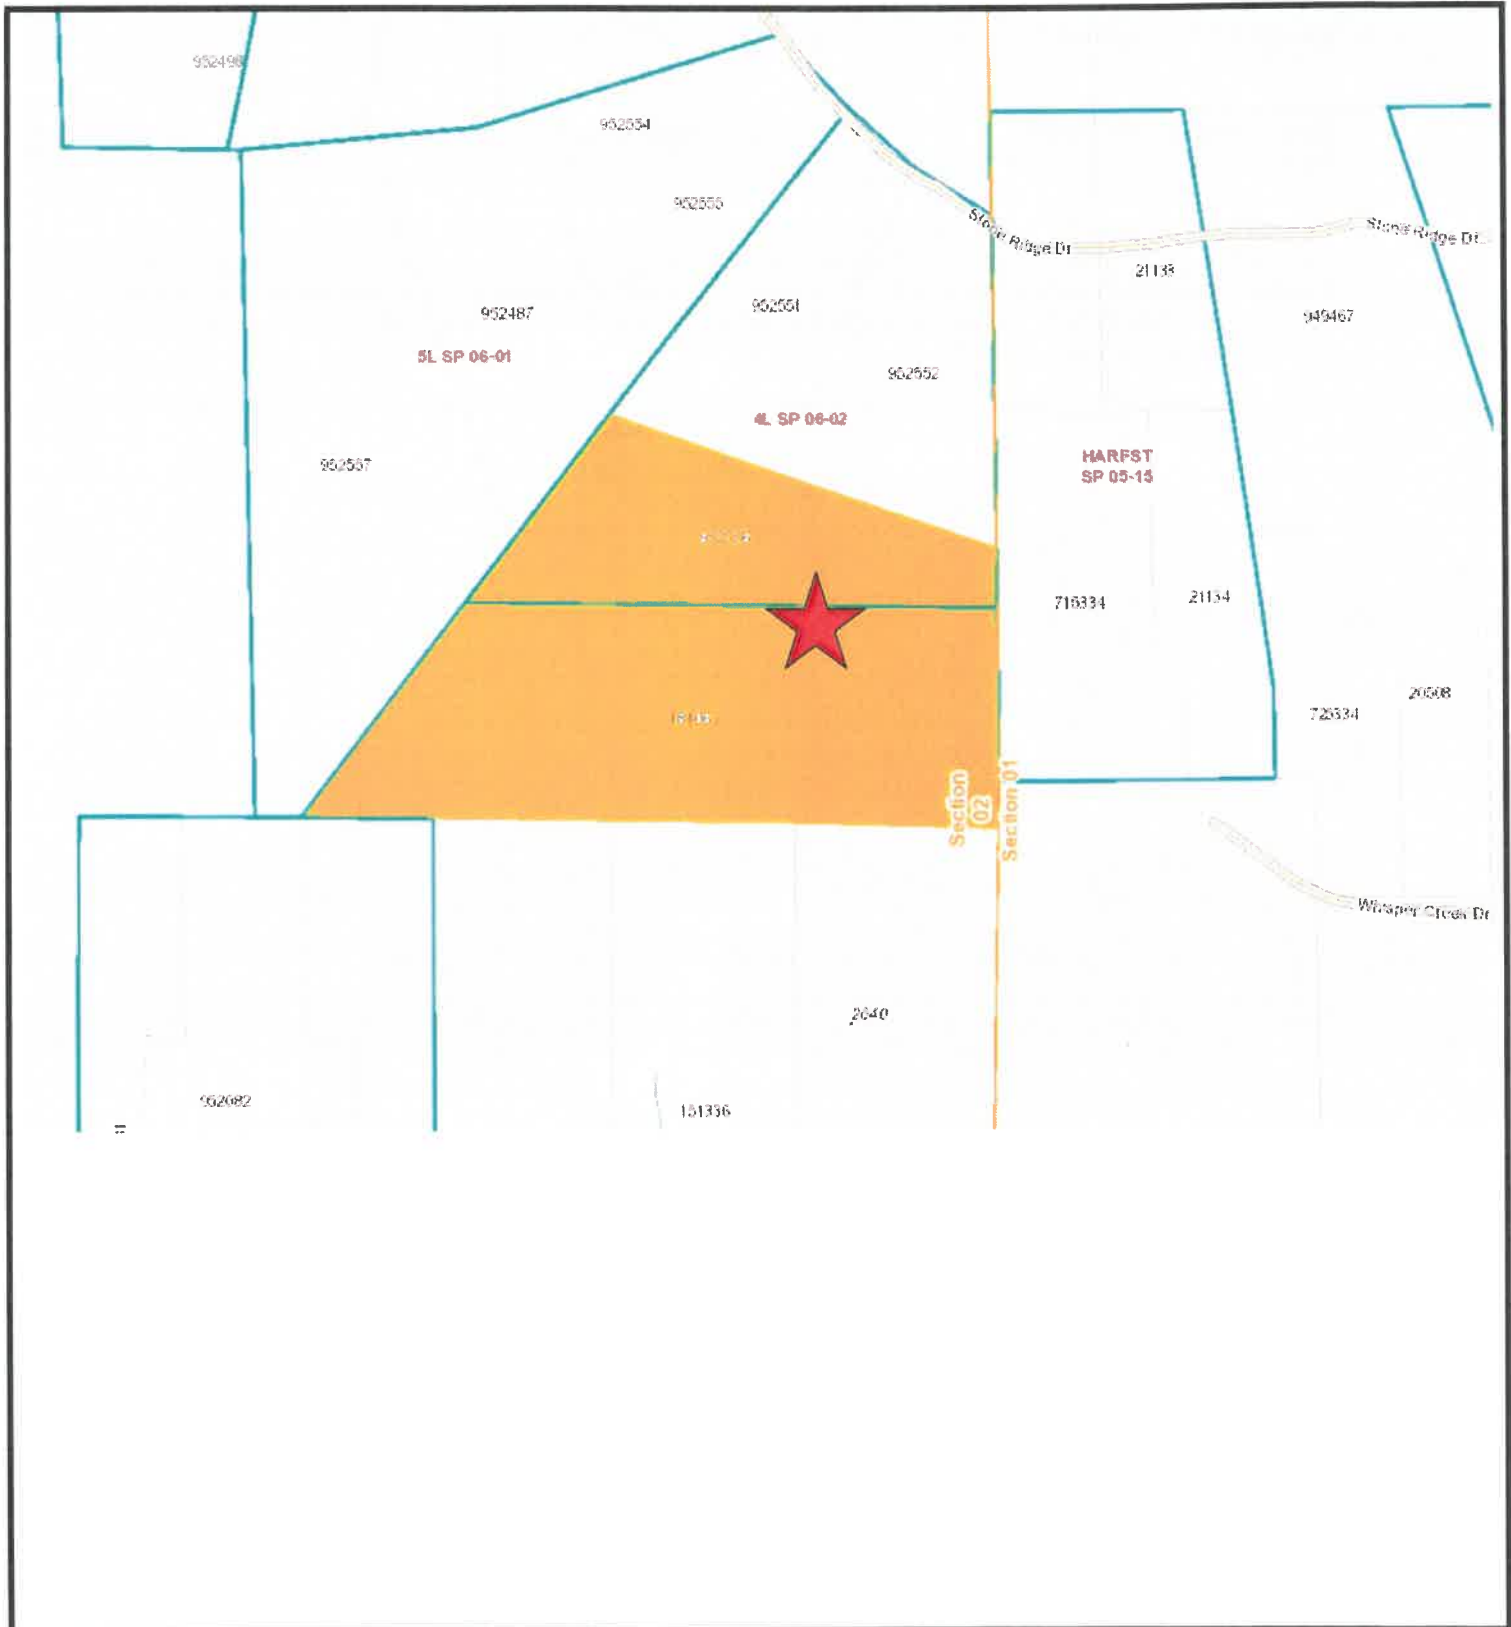 952498
952554
952555
Stone Ridge Dr
Stone Ridge Dr
21133
952487
952551
949467
5L SP 06-01
952552
4L SP 06-02
952557
HARFST
SP 05-15
716334
21134
20508
725334
Section
02
Section 01
Whisper Creek Dr
2640
952082
151336